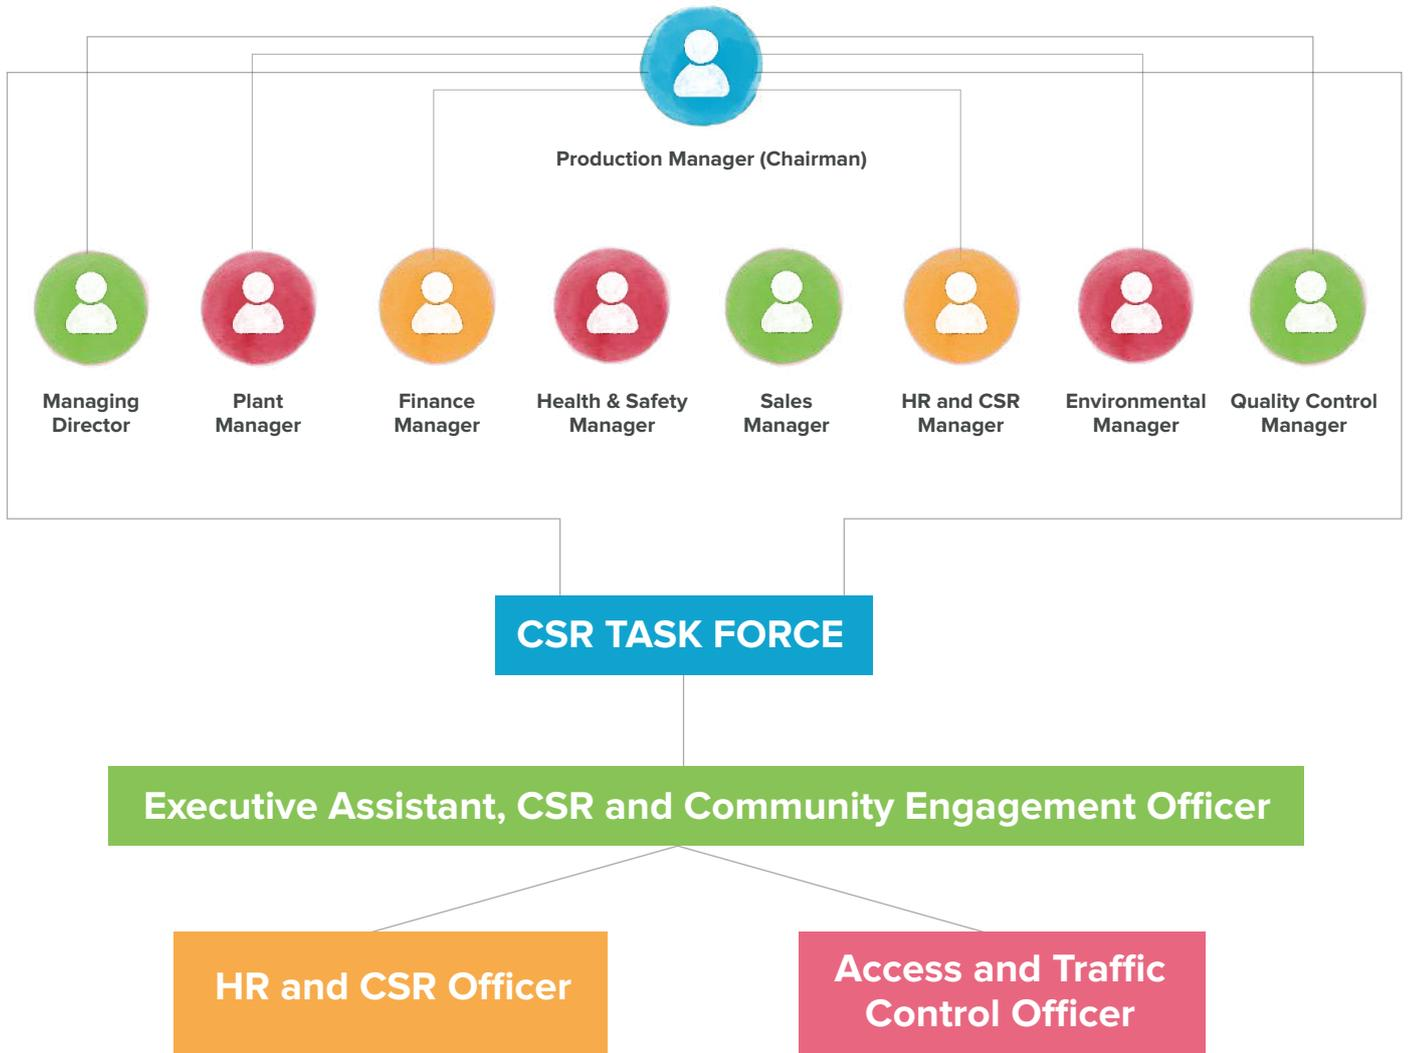 Production Manager (Chairman)
Managing
Director
Plant
Manager
Finance
Manager
Health & Safety
Manager
Sales
Manager
HR and CSR
Manager
Environmental
Manager
Quality Control
Manager
CSR TASK FORCE
Executive Assistant, CSR and Community Engagement Officer
HR and CSR Officer
Access and Traffic
Control Officer